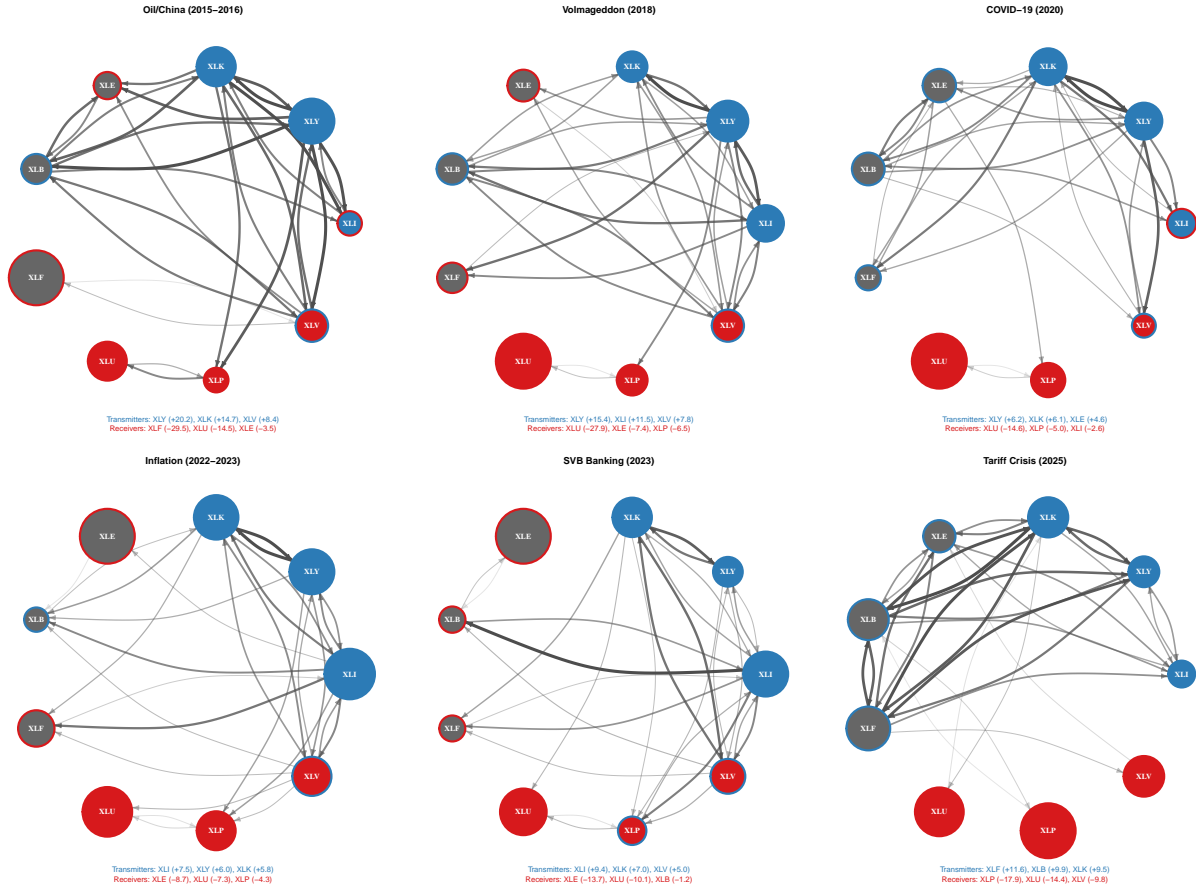 Oil/China (2015–2016)
XLK
XLE
XLY
XLB
XLI
XLF
XLV
XLU
XLP
Transmitters: XLY (+20.2), XLK (+14.7), XLV (+8.4)
Receivers: XLF (−29.5), XLU (−14.5), XLE (−3.5)
Volmageddon (2018)
XLK
XLE
XLY
XLB
XLI
XLF
XLV
XLU
XLP
Transmitters: XLY (+15.4), XLI (+11.5), XLV (+7.8)
Receivers: XLU (−27.9), XLE (−7.4), XLP (−6.5)
COVID−19 (2020)
XLK
XLE
XLY
XLB
XLI
XLF
XLV
XLU
XLP
Transmitters: XLY (+6.2), XLK (+6.1), XLE (+4.6)
Receivers: XLU (−14.6), XLP (−5.0), XLI (−2.6)
Inflation (2022–2023)
XLK
XLE
XLY
XLB
XLI
XLF
XLV
XLU
XLP
Transmitters: XLI (+7.5), XLY (+6.0), XLK (+5.8)
Receivers: XLE (−8.7), XLU (−7.3), XLP (−4.3)
SVB Banking (2023)
XLK
XLE
XLY
XLB
XLI
XLF
XLV
XLU
XLP
Transmitters: XLI (+9.4), XLK (+7.0), XLV (+5.0)
Receivers: XLE (−13.7), XLU (−10.1), XLB (−1.2)
Tariff Crisis (2025)
XLK
XLE
XLY
XLB
XLI
XLF
XLV
XLU
XLP
Transmitters: XLF (+11.6), XLB (+9.9), XLK (+9.5)
Receivers: XLP (−17.9), XLU (−14.4), XLV (−9.8)